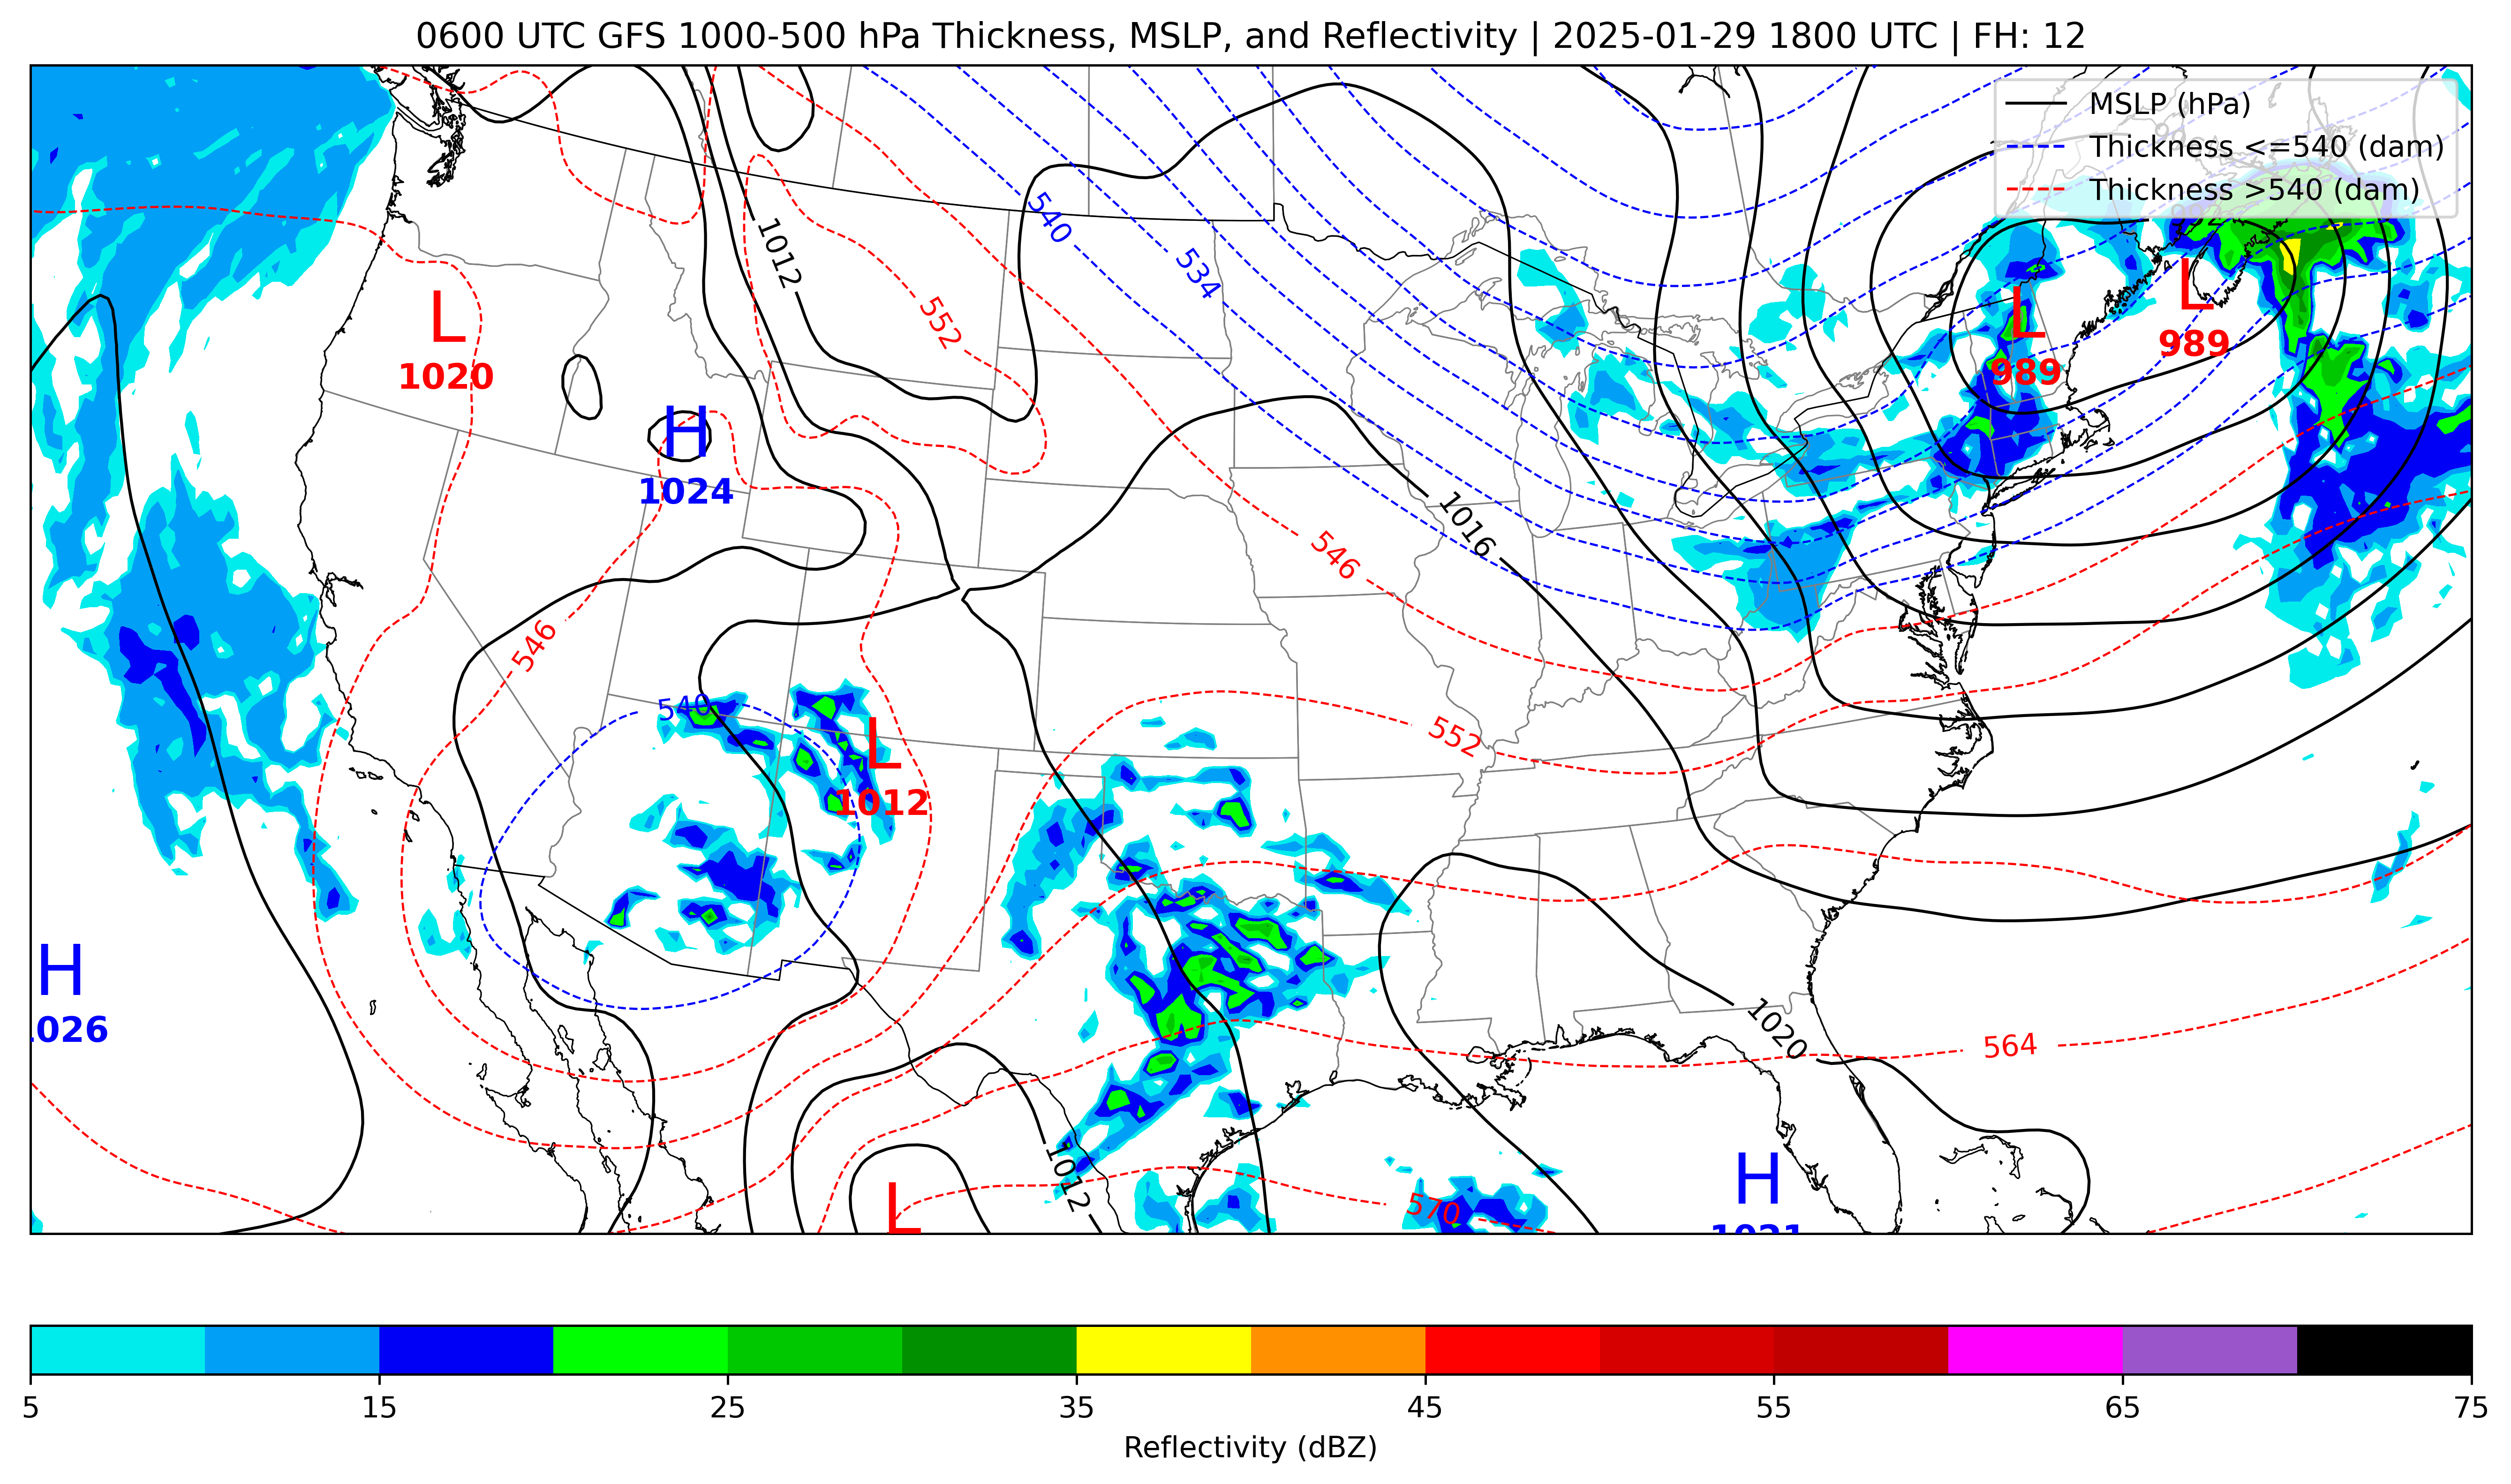 0600 UTC GFS 1000-500 hPa Thickness, MSLP, and Reflectivity | 2025-01-29 1800 UTC | FH: 12
MSLP (hPa)
Thickness <=540 (dam)
Thickness >540 (dam)
1012
540
534
552
L
1020
L
989
L
989
H
1024
1016
546
546
540
552
L
1012
H
1026
1020
564
1012
L
570
H
1021
5
15
25
35
45
55
65
75
Reflectivity (dBZ)